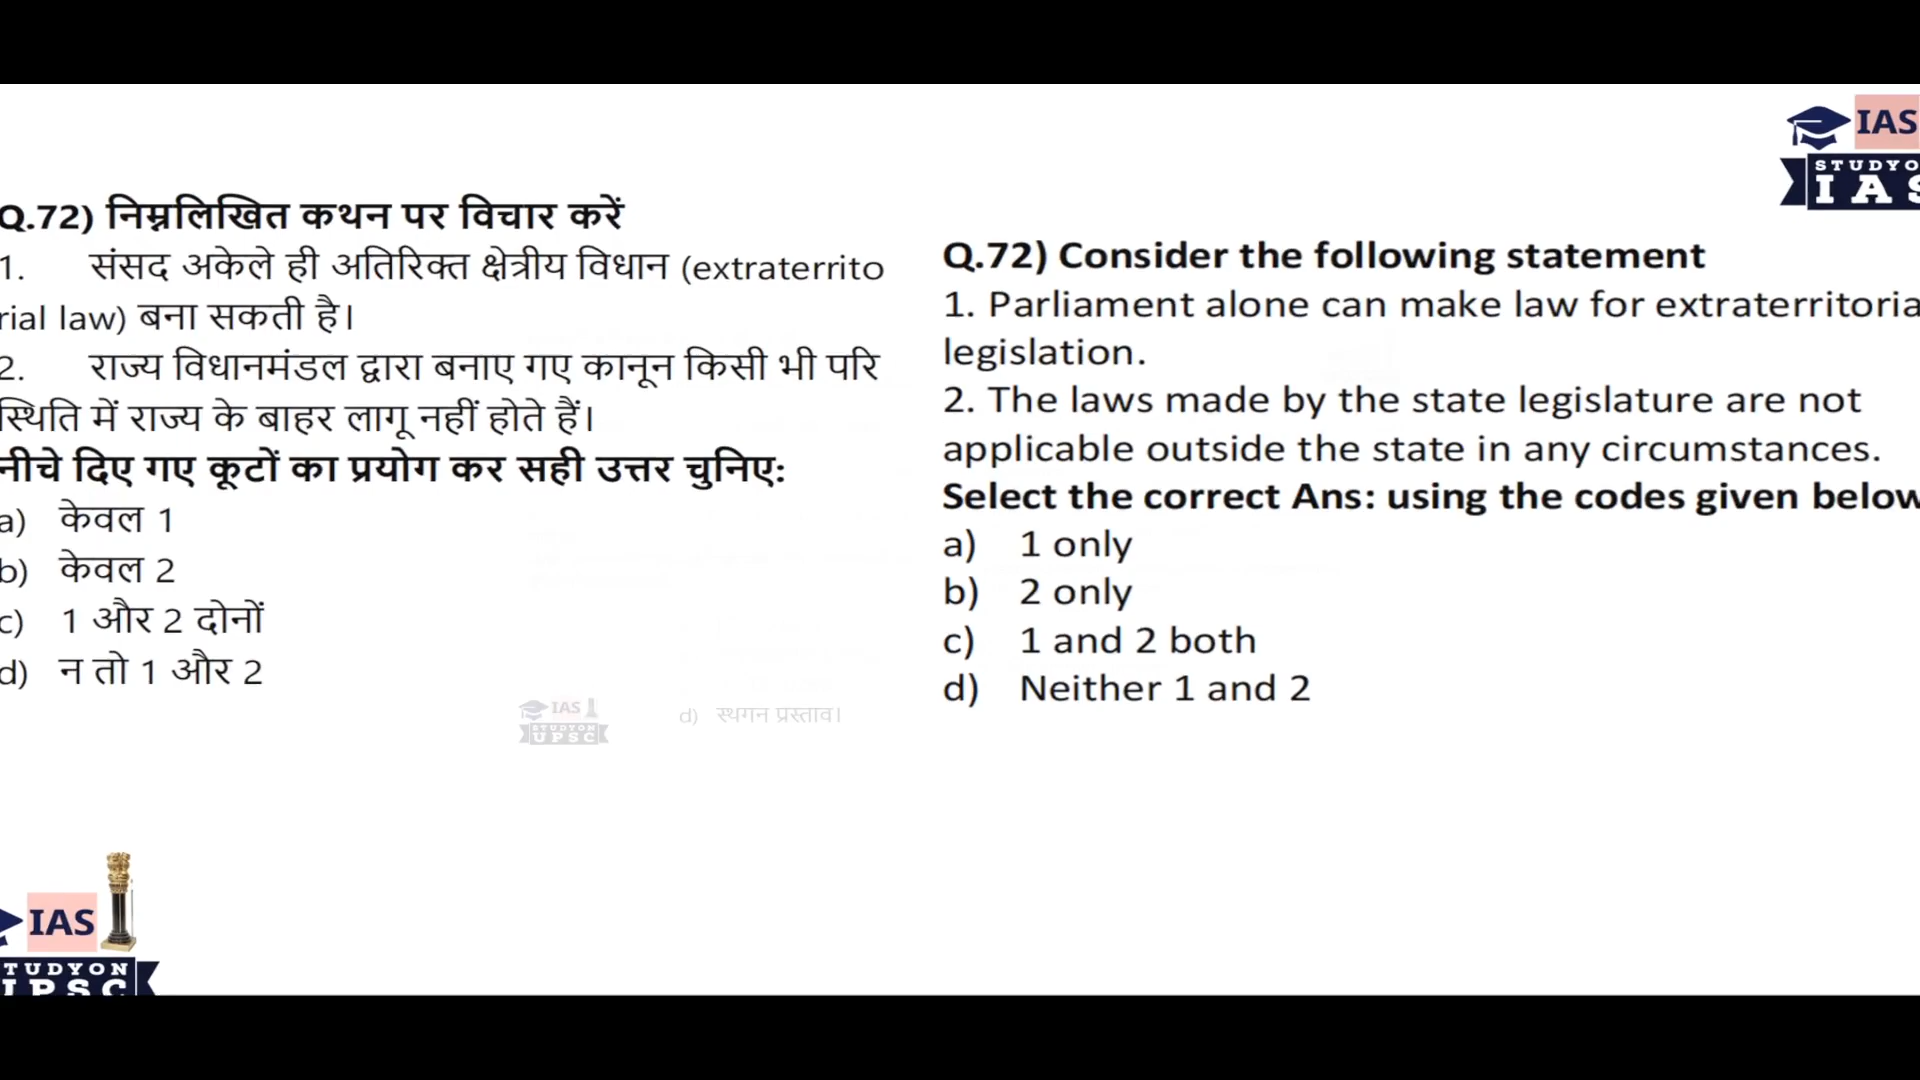 Q.72) निम्नलिखित कथन पर विचार करें
1. संसद अकेले ही अतिरिक्त क्षेत्रीय विधान (extraterrito
rial law) बना सकती है।
2. राज्य विधानमंडल द्वारा बनाए गए कानून किसी भी परि
स्थिति में राज्य के बाहर लागू नहीं होते हैं।
नीचे दिए गए कूटों का प्रयोग कर सही उत्तर चुनिए:
a) केवल 1
b) केवल 2
c) 1 और 2 दोनों
d) न तो 1 और 2
IAS
STUDYO
IAS
Q.72) Consider the following statement
1. Parliament alone can make law for extraterritoria
legislation.
2. The laws made by the state legislature are not
applicable outside the state in any circumstances.
Select the correct Ans: using the codes given below
a) 1 only
b) 2 only
c) 1 and 2 both
d) Neither 1 and 2
IAS
STUDYON
UPSC
d) स्थगन प्रस्ताव।
IAS
TUDYON
UPSC